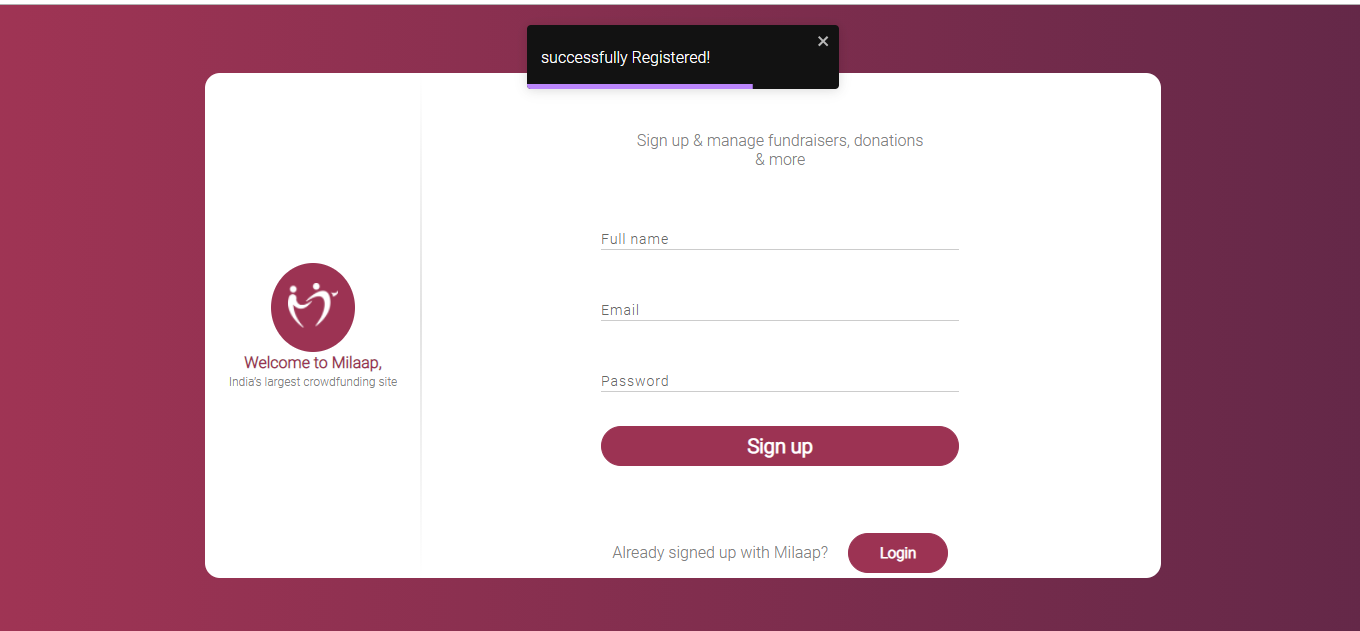 successfully Registered!
Sign up & manage fundraisers, donations
& more
Full name
Email
Password
Sign up
Already signed up with Milaap?
Login
Welcome to Milaap,
India's largest crowdfunding site